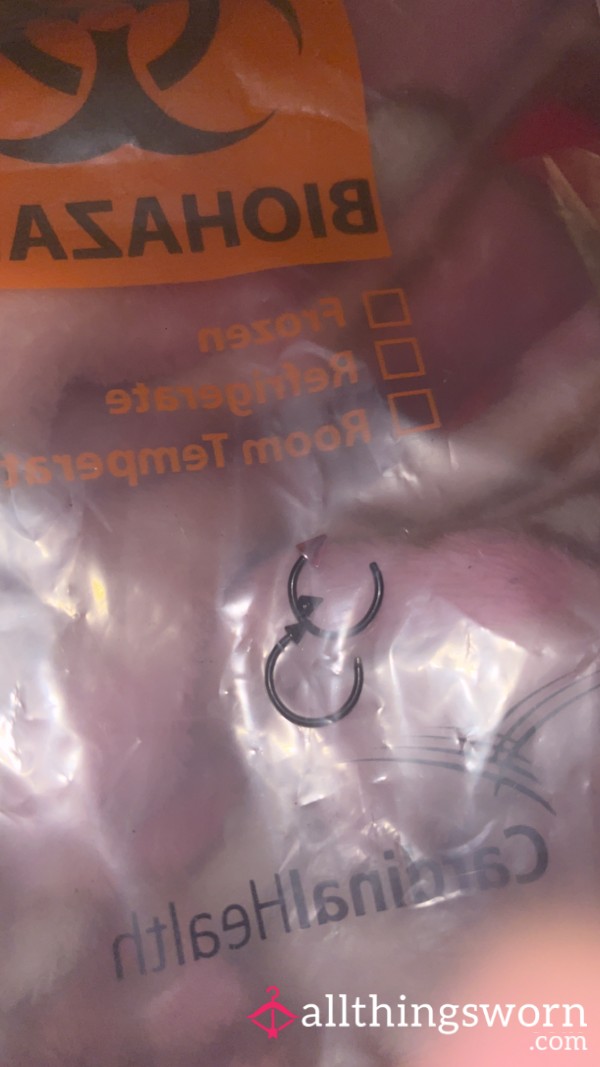 BIOHAZA
Frozen
Refrigerate
Room Temperat
CardinalHealth
allthingsworn
.com